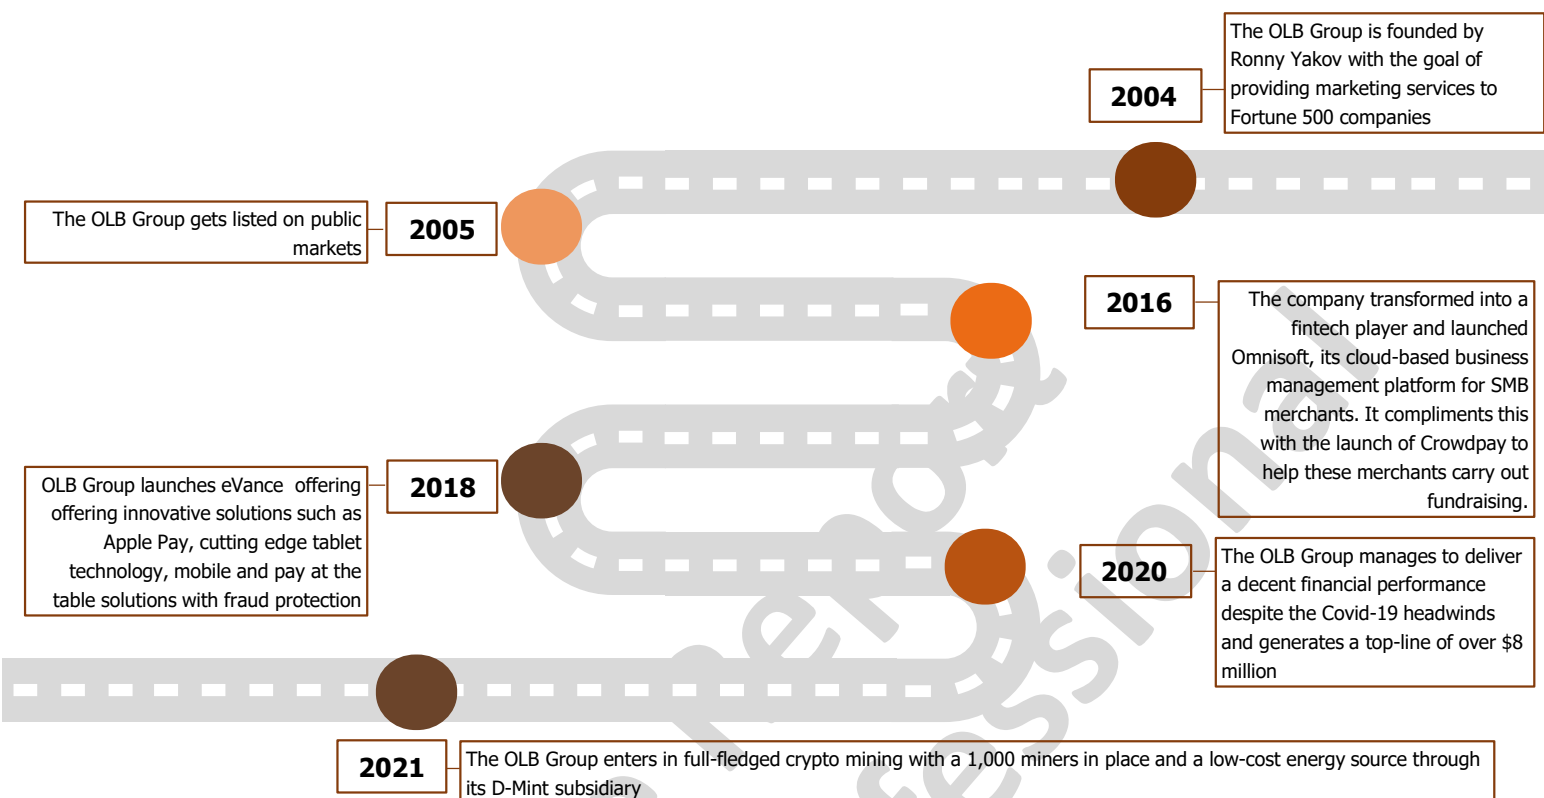 2004
The OLB Group is founded by
Ronny Yakov with the goal of
providing marketing services to
Fortune 500 companies
The OLB Group gets listed on public
markets
2005
2016
The company transformed into a
fintech player and launched
Omnisoft, its cloud-based business
management platform for SMB
merchants. It compliments this
with the launch of Crowdpay to
help these merchants carry out
fundraising.
OLB Group launches eVance  offering
offering innovative solutions such as
Apple Pay, cutting edge tablet
technology, mobile and pay at the
table solutions with fraud protection
2018
2020
The OLB Group manages to deliver
a decent financial performance
despite the Covid-19 headwinds
and generates a top-line of over $8
million
2021
The OLB Group enters in full-fledged crypto mining with a 1,000 miners in place and a low-cost energy source through
its D-Mint subsidiary